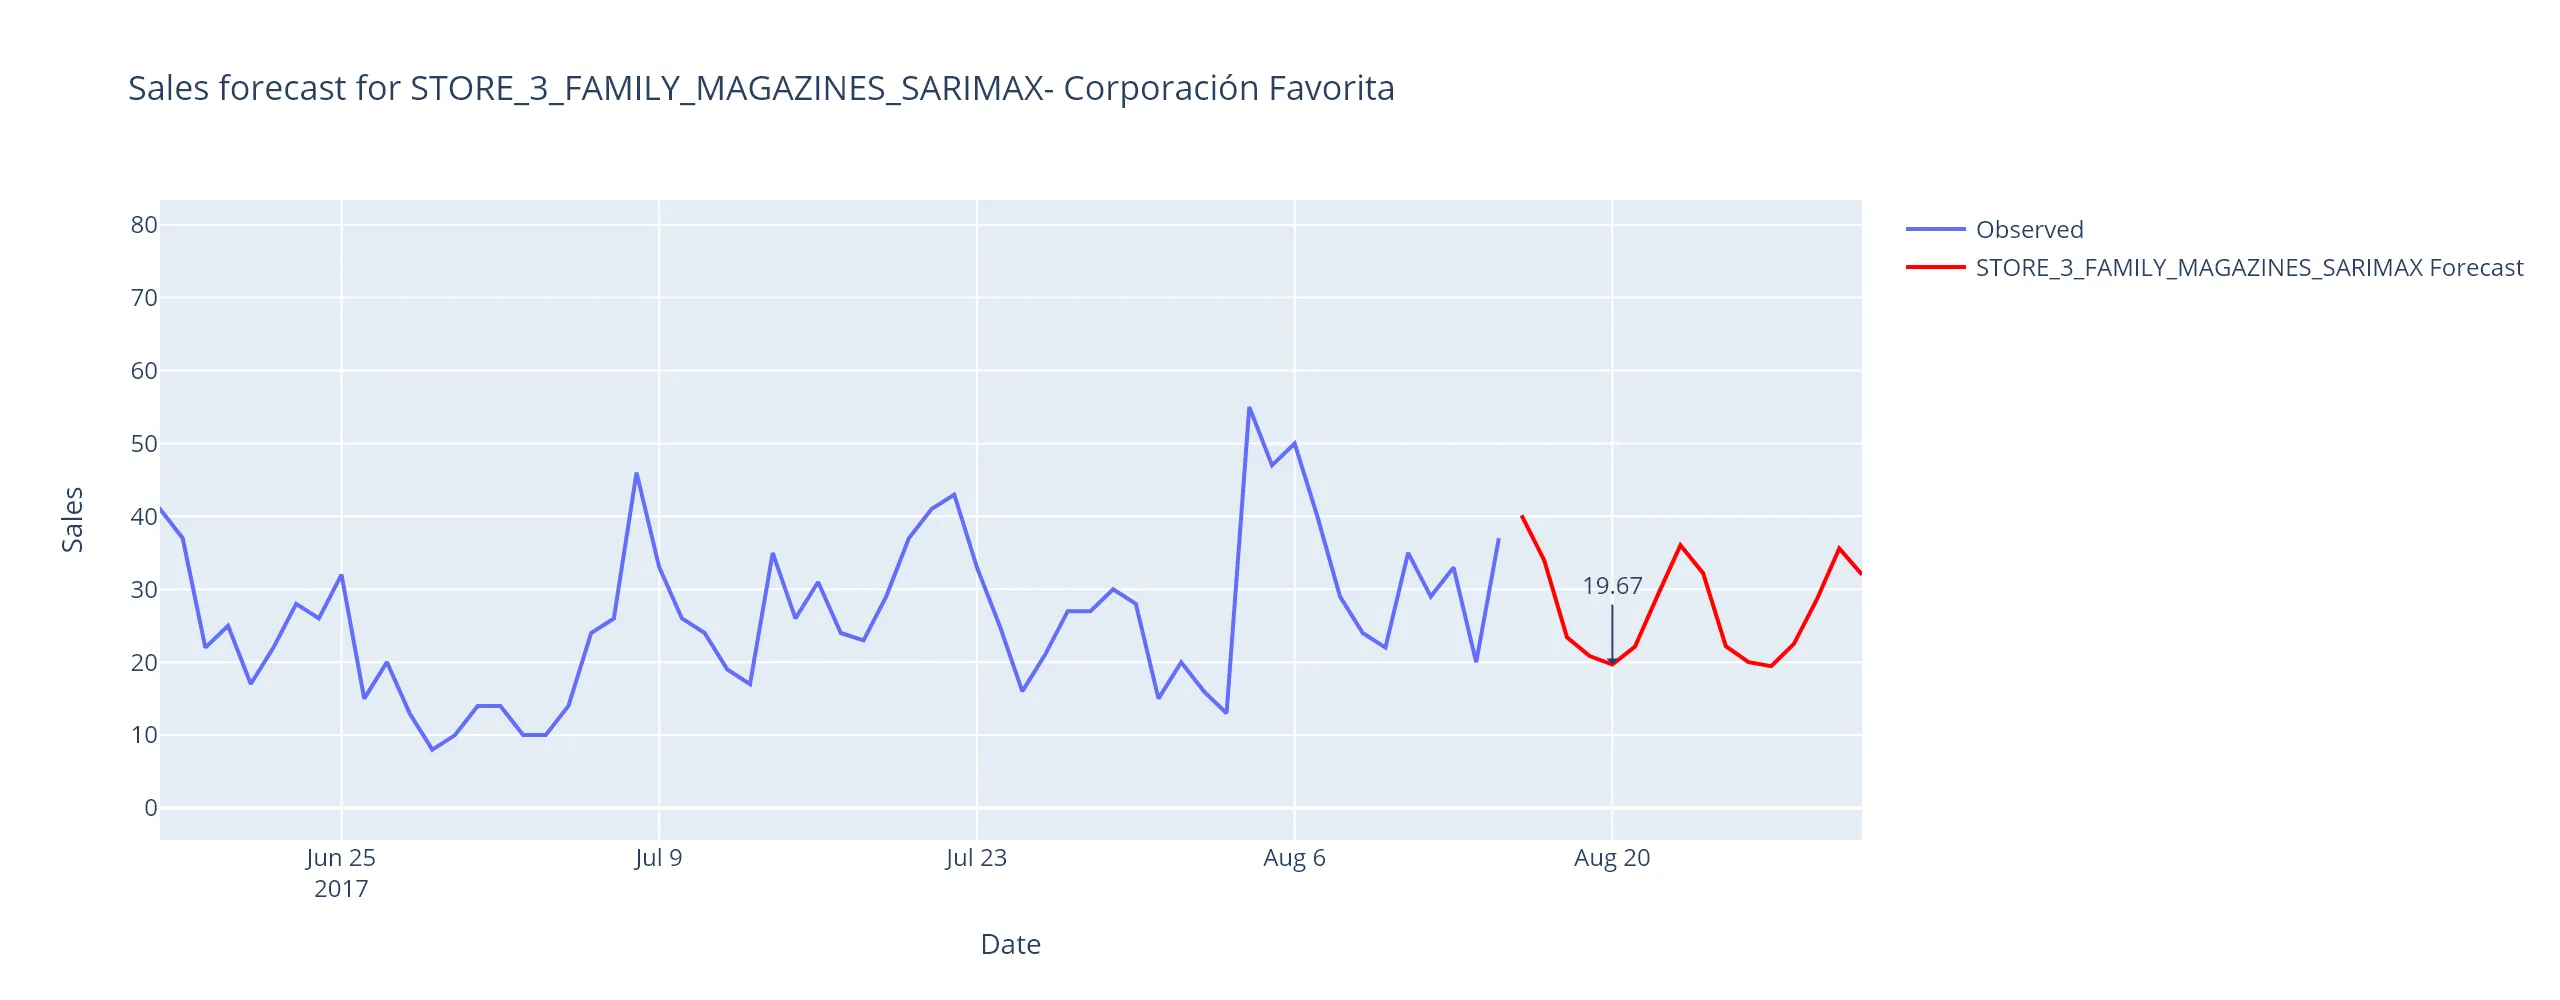 Sales forecast for STORE_3_FAMILY_MAGAZINES_SARIMAX- Corporación Favorita
Observed
STORE_3_FAMILY_MAGAZINES_SARIMAX Forecast
80
70
60
50
40
30
20
10
0
Sales
19.67
Jun 25
2017
Jul 9
Jul 23
Aug 6
Aug 20
Date